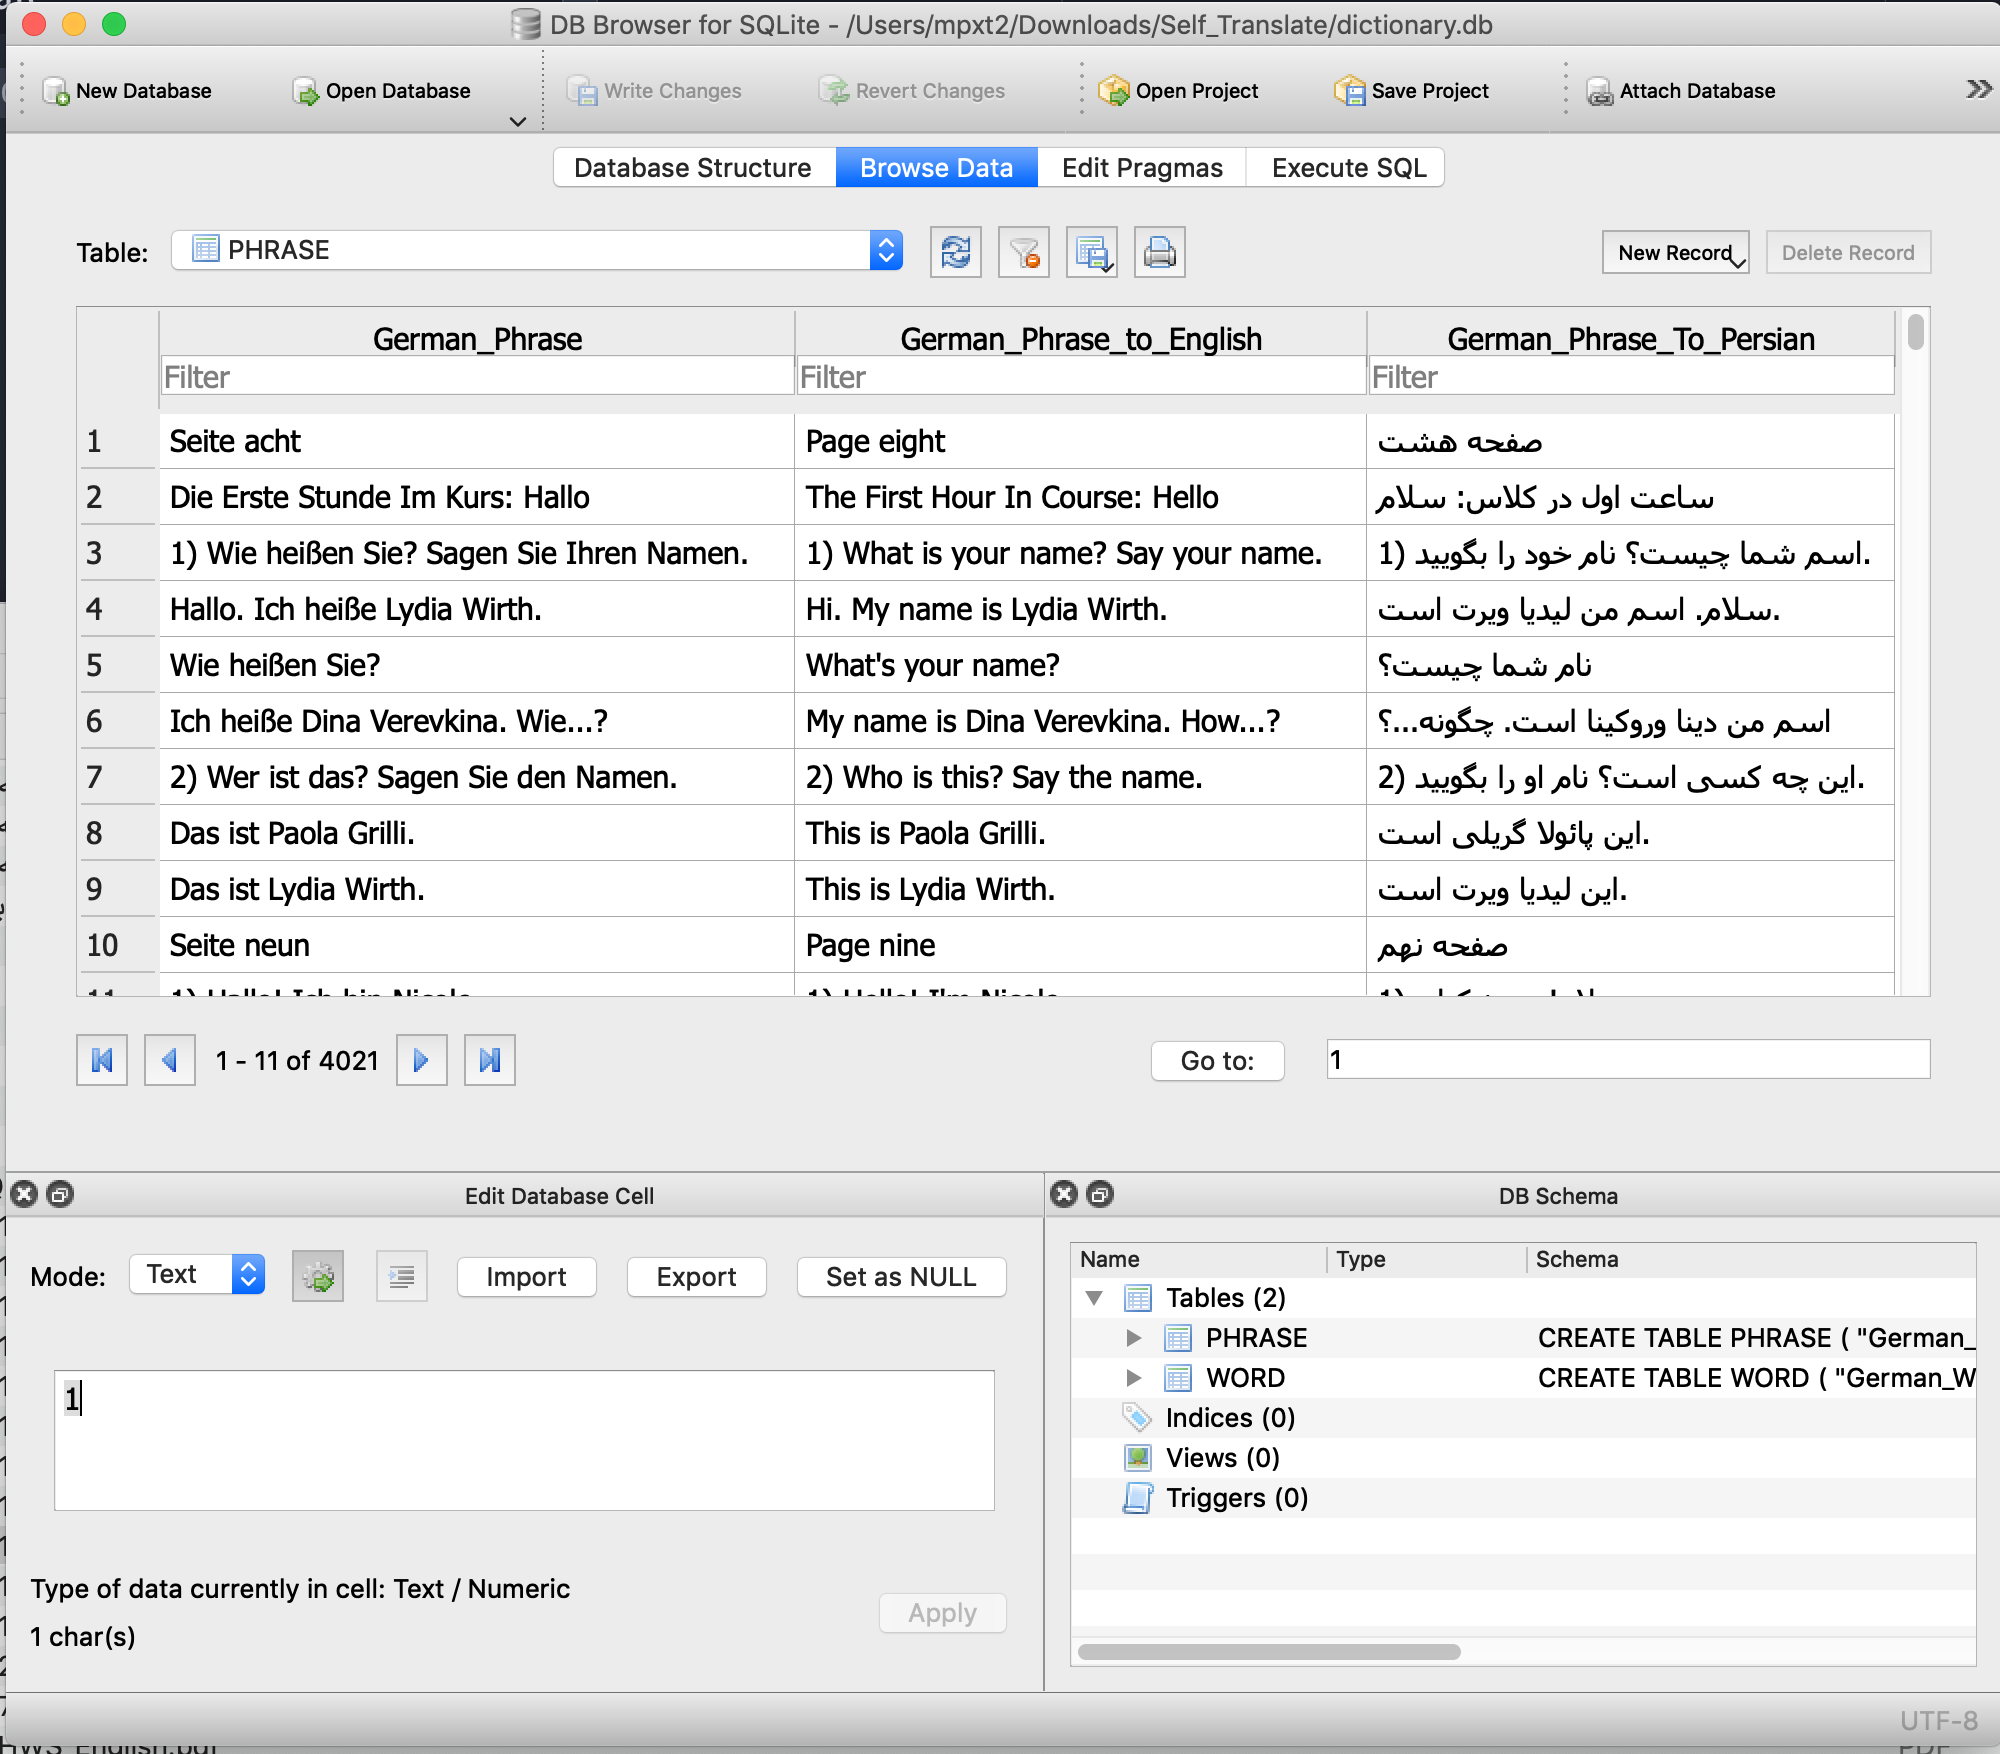 DB Browser for SQLite - /Users/mpxt2/Downloads/Self_Translate/dictionary.db
New Database Open Database Write Changes Revert Changes Open Project Save Project Attach Database
Database Structure Browse Data Edit Pragmas Execute SQL
Table: PHRASE New Record Delete Record
German_Phrase German_Phrase_to_English German_Phrase_To_Persian
Filter Filter Filter
1 Seite acht Page eight صفحه هشت
2 Die Erste Stunde Im Kurs: Hallo The First Hour In Course: Hello ساعت اول در کلاس: سلام
3 1) Wie heißen Sie? Sagen Sie Ihren Namen. 1) What is your name? Say your name. 1) اسم شما چیست؟ نام خود را بگویید.
4 Hallo. Ich heiße Lydia Wirth. Hi. My name is Lydia Wirth. سلام. اسم من لیدیا ویرت است.
5 Wie heißen Sie? What's your name? نام شما چیست؟
6 Ich heiße Dina Verevkina. Wie...? My name is Dina Verevkina. How...? اسم من دینا وروکینا است. چگونه...؟
7 2) Wer ist das? Sagen Sie den Namen. 2) Who is this? Say the name. 2) این چه کسی است؟ نام او را بگویید.
8 Das ist Paola Grilli. This is Paola Grilli. این پائولا گریلی است.
9 Das ist Lydia Wirth. This is Lydia Wirth. این لیدیا ویرت است.
10 Seite neun Page nine صفحه نهم
11 1) Hallo! Ich bin Nicole 1) Hello! I'm Nicole
1 - 11 of 4021 Go to: 1
Edit Database Cell
Mode: Text Import Export Set as NULL
1
Type of data currently in cell: Text / Numeric
1 char(s)
Apply
DB Schema
Name Type Schema
Tables (2)
PHRASE CREATE TABLE PHRASE ( "German_
WORD CREATE TABLE WORD ( "German_W
Indices (0)
Views (0)
Triggers (0)
UTF-8